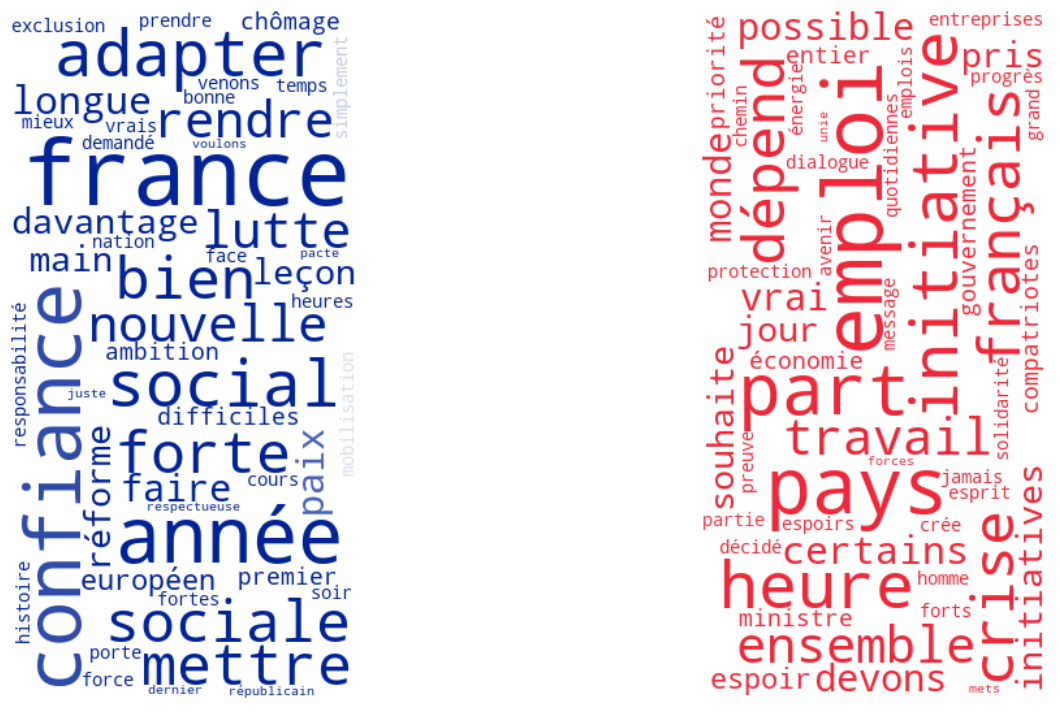 exclusion
prendre
chômage
adapter
simplement
venons
temps
longue
bonne
mieux
vrais
rendre
demandé
voulons
france
davantage
lutte
nation
face
pacte
main
bien
leçon
heures
confiance
responsabilité
nouvelle
ambition
mobilisation
social
juste
difficiles
forte
paix
réforme
faire
cours
respectueuse
année
histoire
européen
premier
fortes
soir
sociale
porte
mettre
force
dernier
républicain
priorité
possible
entreprises
entier
emplois
initiative
pris
progrès
chemin
énergie
dépend
emploi
grand
unie
quotidiennes
français
monde
dialogue
gouvernement
avenir
protection
compatriotes
vrai
message
jour
économie
souhaite
part
solidarité
travail
preuve
forces
pays
jamais
esprit
initiatives
partie
espoirs
crée
crise
décidé
certains
heure
homme
forts
ministre
ensemble
espoir
devons
mets